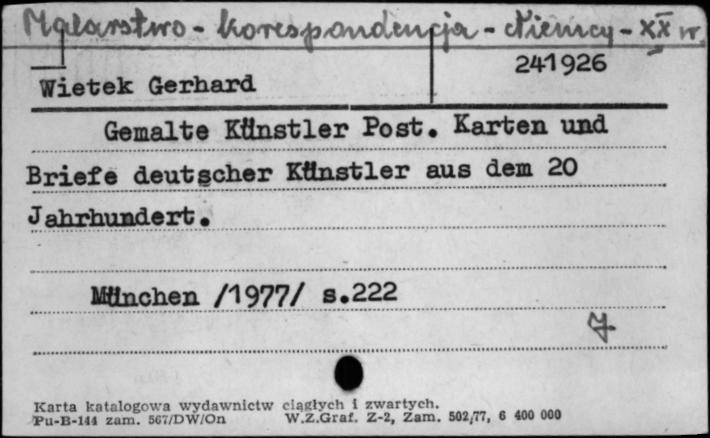 Malarstwo - korespondencja - Niemcy - XX w.
241926
Wietek Gerhard
Gemalte Künstler Post. Karten und
Briefe deutscher Künstler aus dem 20
Jahrhundert.
München /1977/ s.222
Karta katalogowa wydawnictw ciągłych i zwartych.
Pu-B-144 zam. 567/DW/On W.Z.Graf. Z-2, Zam. 502/77, 6 400 000